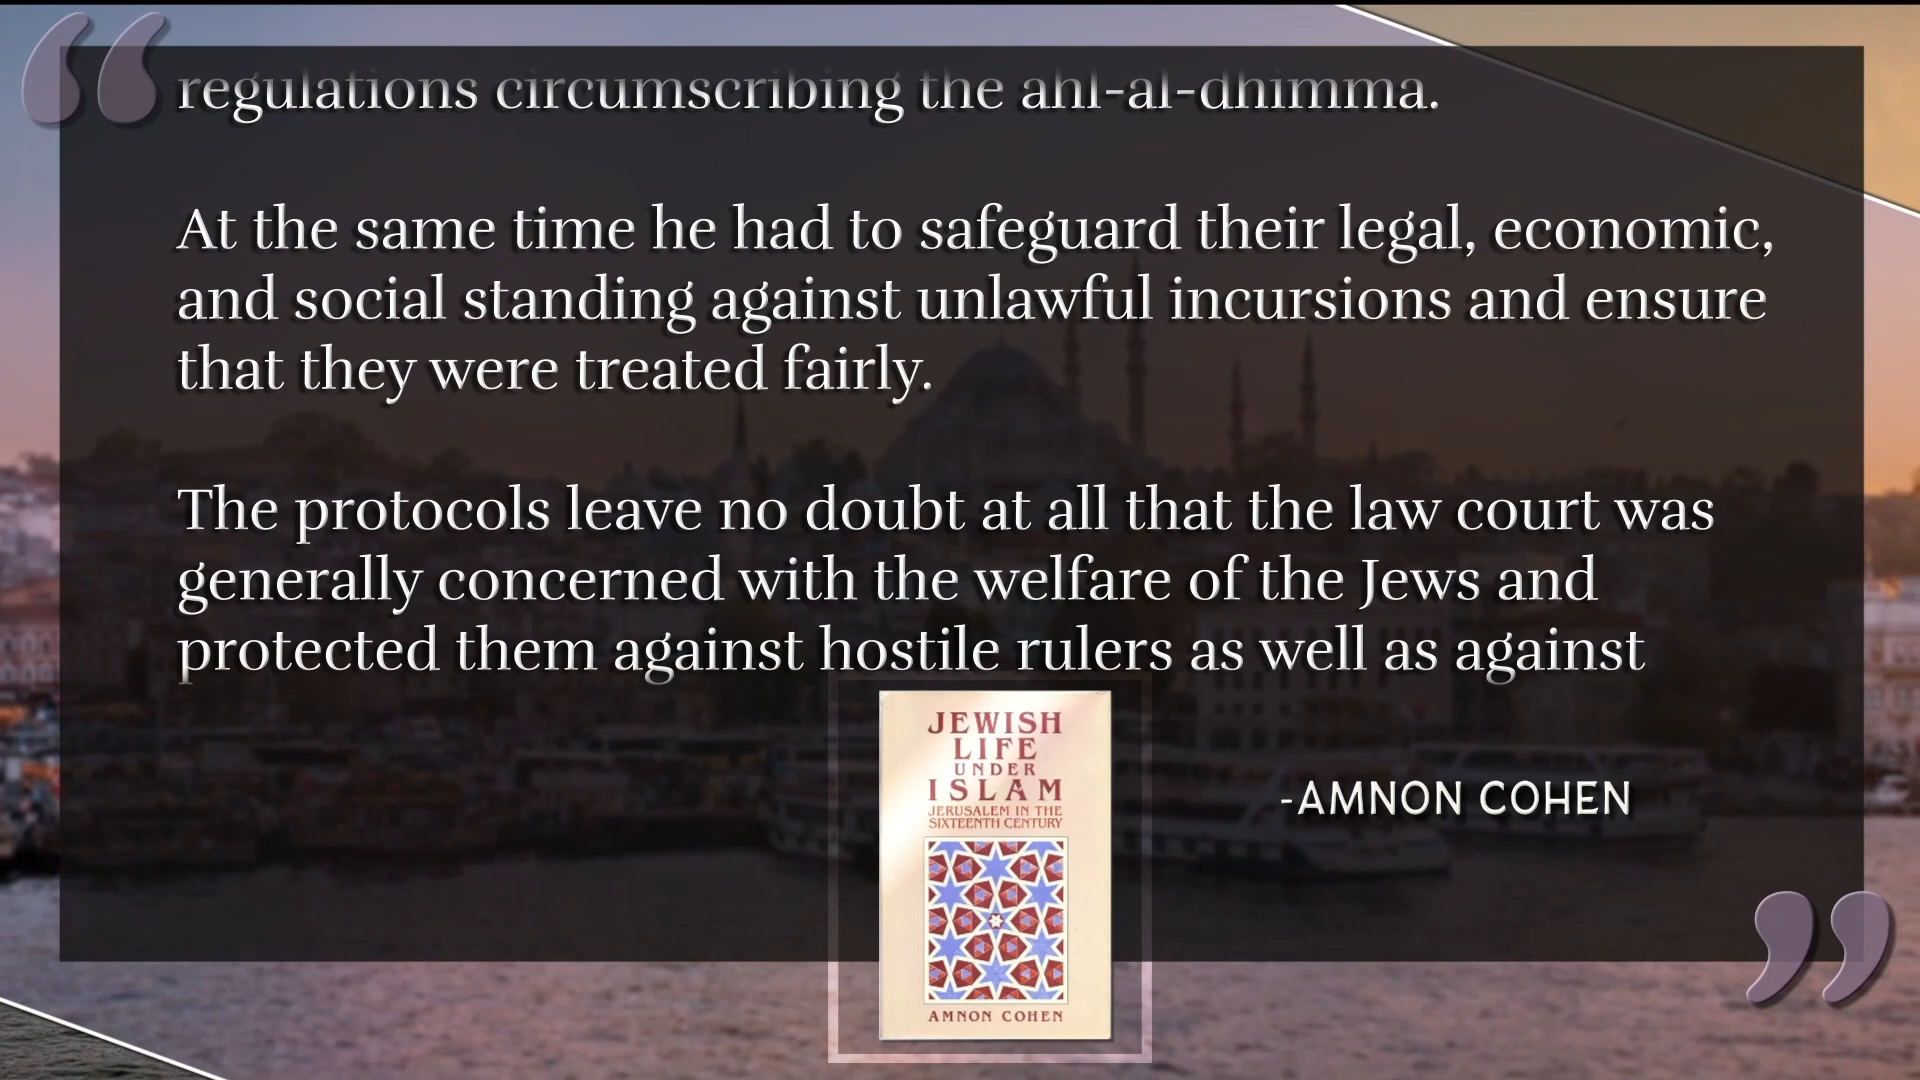 regulations circumscribing the ahl-al-dhimma.
At the same time he had to safeguard their legal, economic,
and social standing against unlawful incursions and ensure
that they were treated fairly.
The protocols leave no doubt at all that the law court was
generally concerned with the welfare of the Jews and
protected them against hostile rulers as well as against
JEWISH
LIFE
UNDER
ISLAM
JERUSALEM IN THE
SIXTEENTH CENTURY
AMNON COHEN
-AMNON COHEN